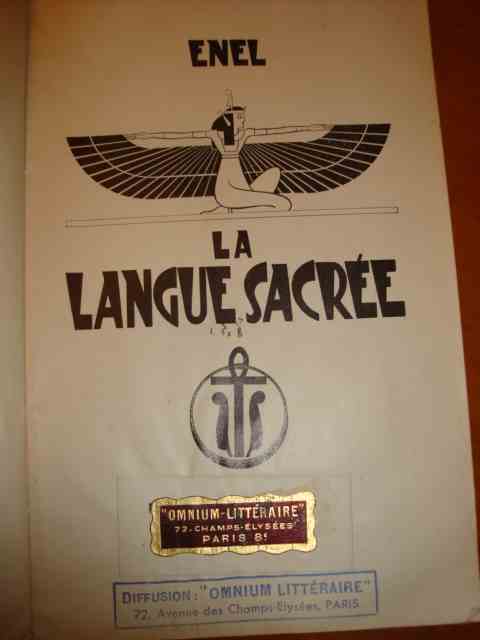 ENEL
LA
LANGUE SACRÉE
"OMNIUM-LITTÉRAIRE"
72-CHAMPS-ELYSÉES
PARIS 8e
DIFFUSION: "OMNIUM LITTÉRAIRE"
72, Avenue des Champs-Elysées, PARIS